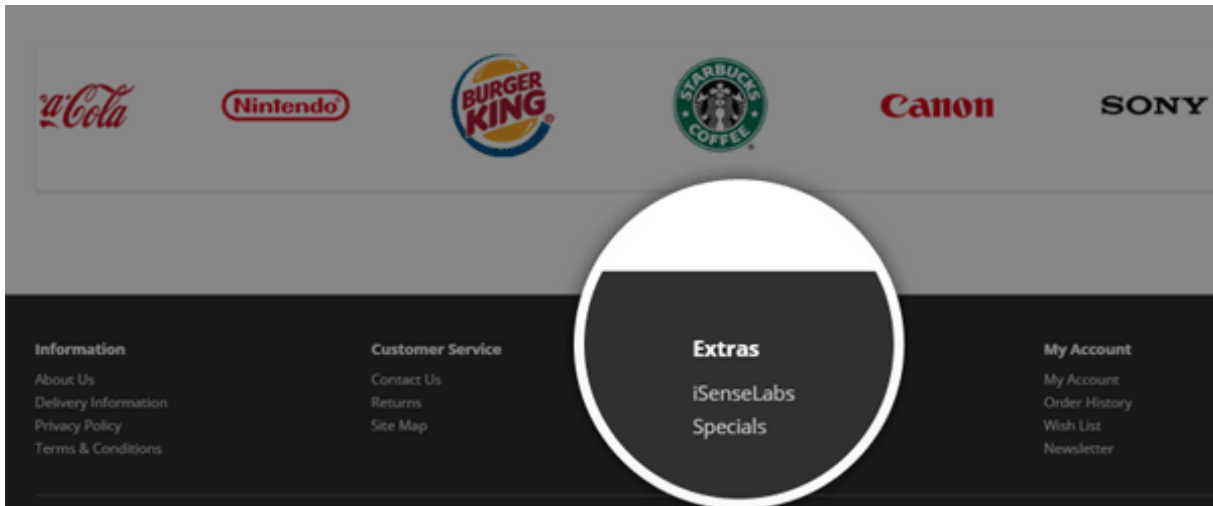 a-Cola
Nintendo®
BURGER
KING®
STARBUCKS
COFFEE®
Canon
SONY
Information
About Us
Delivery Information
Privacy Policy
Terms & Conditions
Customer Service
Contact Us
Returns
Site Map
Extras
iSenseLabs
Specials
My Account
My Account
Order History
Wish List
Newsletter